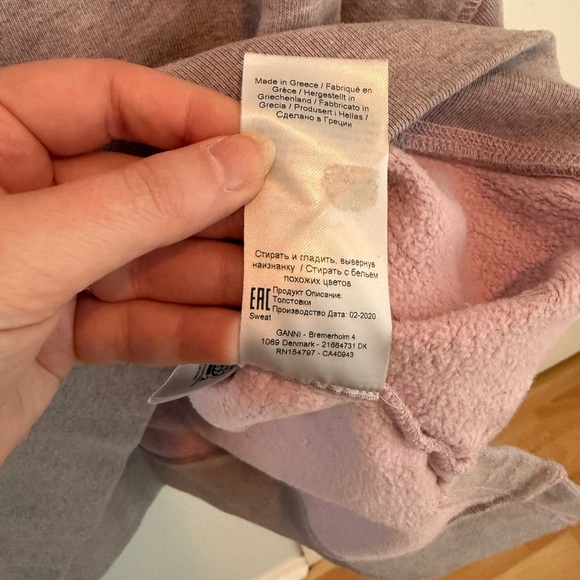 Made in Greece / Fabriqué en
Grèce / Hergestellt in
Griechenland / Fabbricato in
Grecia / Produsert i Hellas /
Сделано в Греции
Стирать и гладить, вывернув
наизнанку / Стирать с бельем
похожих цветов
EAC Продукт Описание:
Толстовки
Производство Дата: 02-2020
Sweat
GANNI - Bremerholm 4
1069 Denmark - 21664731 DK
RN154797 - CA40943